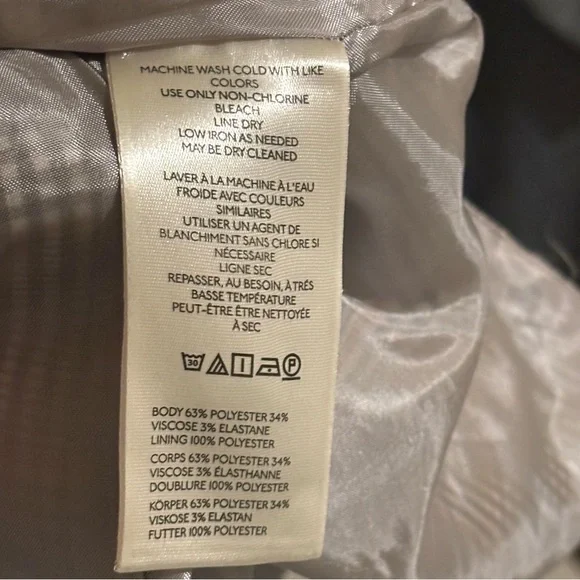 MACHINE WASH COLD WITH LIKE
COLORS
USE ONLY NON-CHLORINE
BLEACH
LINE DRY
LOW IRON AS NEEDED
MAY BE DRY CLEANED
LAVER À LA MACHINE À L'EAU
FROIDE AVEC COULEURS
SIMILAIRES
UTILISER UN AGENT DE
BLANCHIMENT SANS CHLORE SI
NÉCESSAIRE
LIGNE SEC
REPASSER, AU BESOIN, À TRÉS
BASSE TEMPÉRATURE
PEUT-ÊTRE ÊTRE NETTOYÉE
À SEC
30 P
BODY 63% POLYESTER 34%
VISCOSE 3% ELASTANE
LINING 100% POLYESTER
CORPS 63% POLYESTER 34%
VISCOSE 3% ÉLASTHANNE
DOUBLURE 100% POLYESTER
KÖRPER 63% POLYESTER 34%
VISKOSE 3% ELASTAN
FUTTER 100% POLYESTER